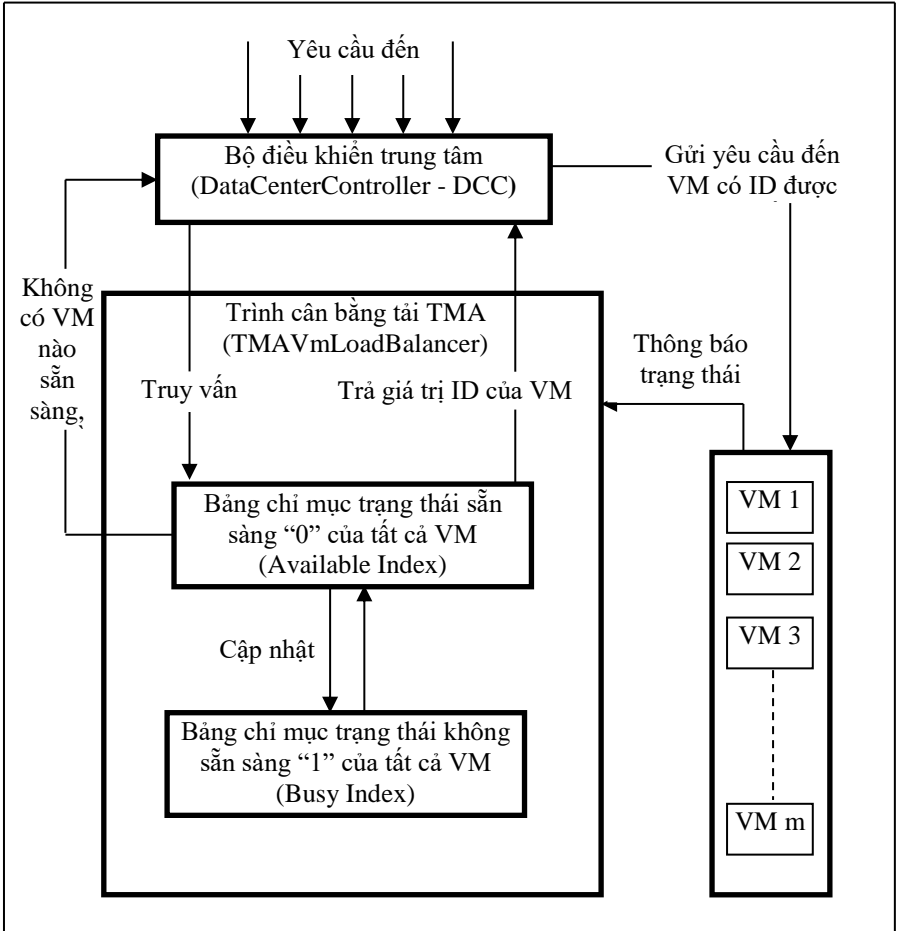 Yêu cầu đến
Bộ điều khiển trung tâm
(DataCenterController - DCC)
Gửi yêu cầu đến
VM có ID được
Không
có VM
nào
sẵn
sàng,
Trình cân bằng tải TMA
(TMAVmLoadBalancer)
Thông báo
trạng thái
Truy vấn
Trả giá trị ID của VM
Bảng chỉ mục trạng thái sẵn
sàng “0” của tất cả VM
(Available Index)
Cập nhật
Bảng chỉ mục trạng thái không
sẵn sàng “1” của tất cả VM
(Busy Index)
VM 1
VM 2
VM 3
VM m